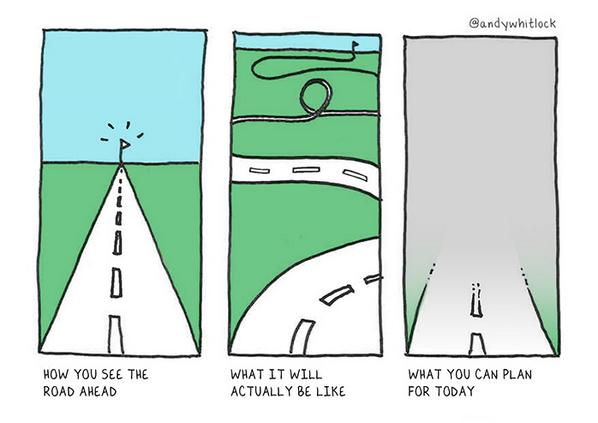 @andywhitlock
HOW YOU SEE THE
ROAD AHEAD
WHAT IT WILL
ACTUALLY BE LIKE
WHAT YOU CAN PLAN
FOR TODAY